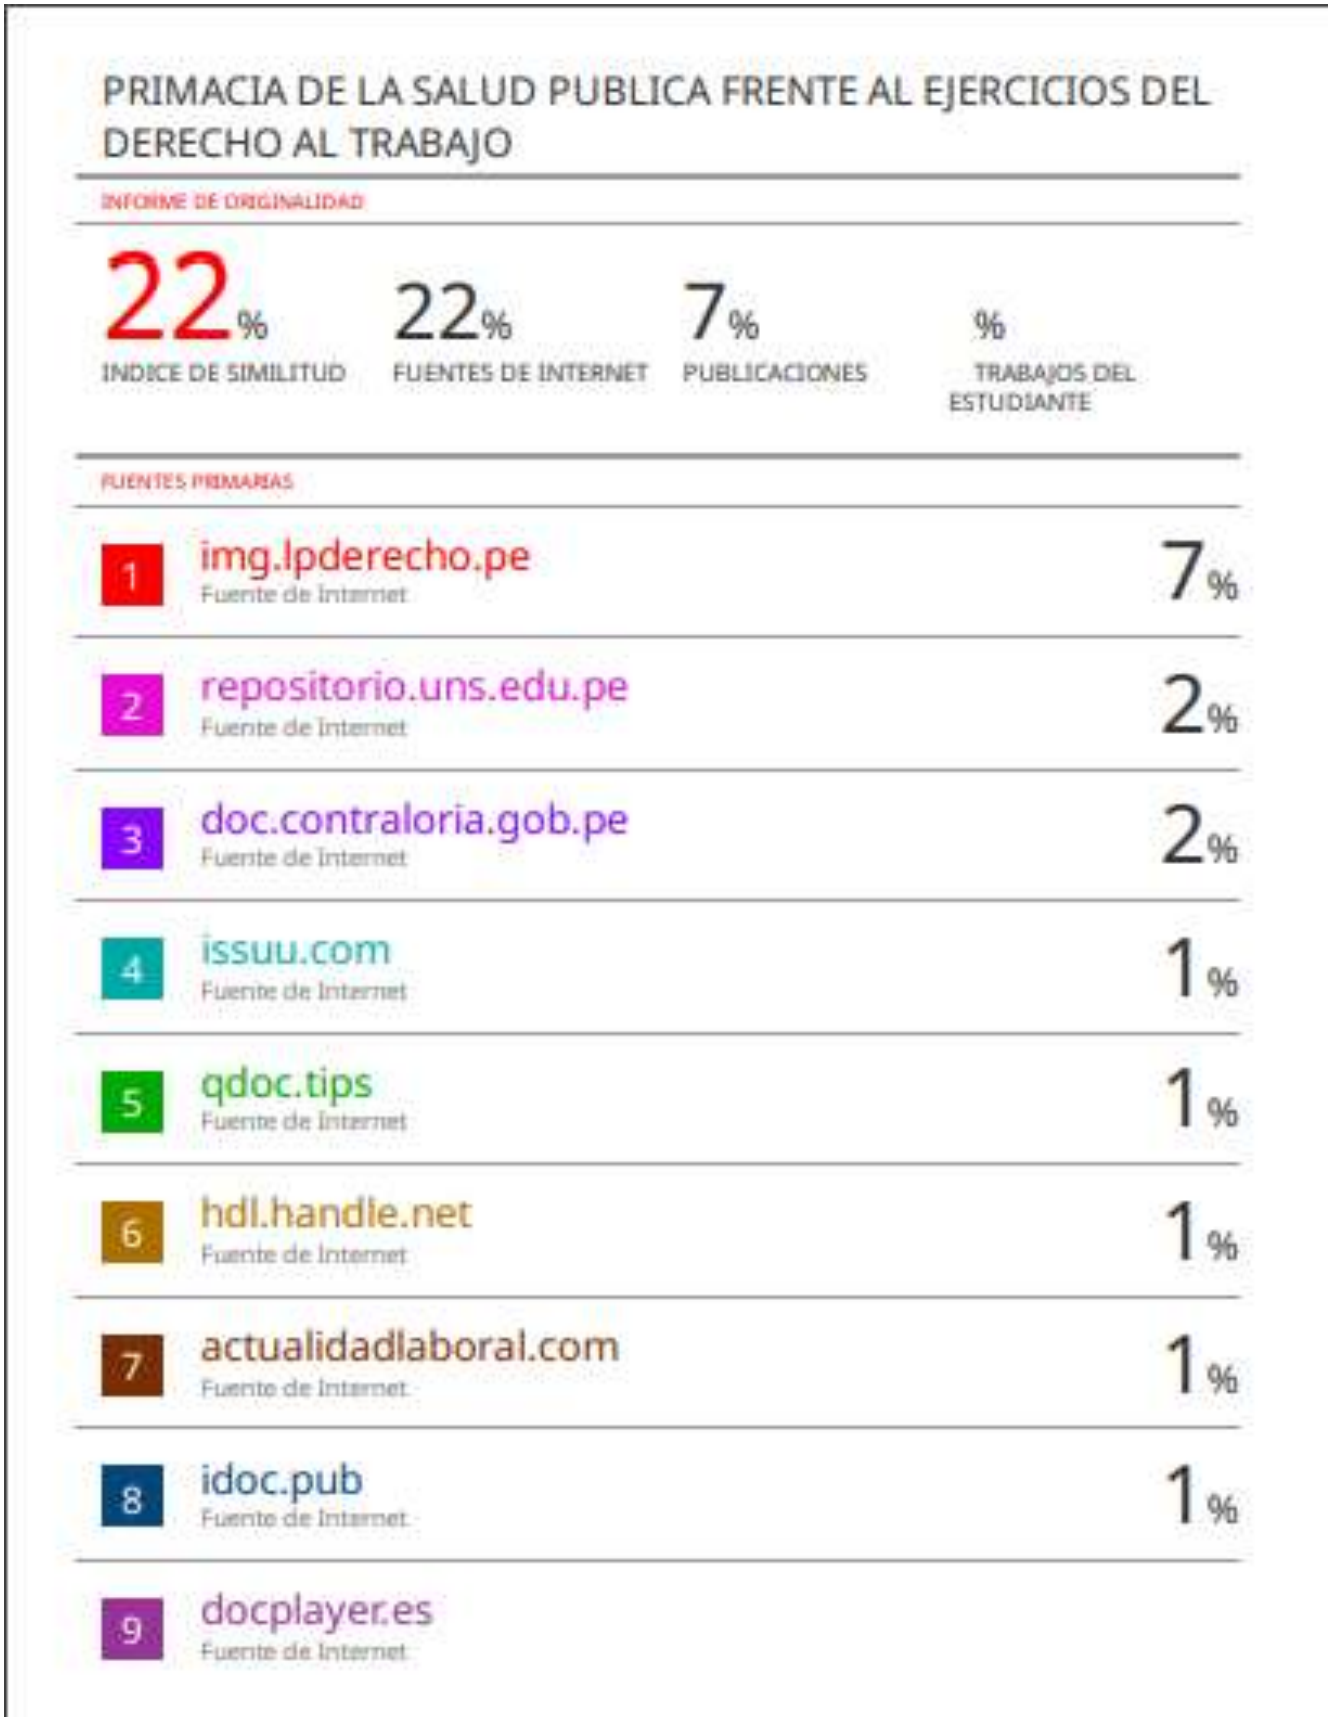 PRIMACIA DE LA SALUD PUBLICA FRENTE AL EJERCICIOS DEL
DERECHO AL TRABAJO
INFORME DE ORIGINALIDAD
22%
22%
7%
%
INDICE DE SIMILITUD
FUENTES DE INTERNET
PUBLICACIONES
TRABAJOS DEL
ESTUDIANTE
FUENTES PRIMARIAS
1
img.lpderecho.pe
Fuente de Internet
7%
2
repositorio.uns.edu.pe
Fuente de Internet
2%
3
doc.contraloria.gob.pe
Fuente de Internet
2%
4
issuu.com
Fuente de Internet
1%
5
qdoc.tips
Fuente de Internet
1%
6
hdl.handle.net
Fuente de Internet
1%
7
actualidadlaboral.com
Fuente de Internet
1%
8
idoc.pub
Fuente de Internet
1%
9
docplayer.es
Fuente de Internet